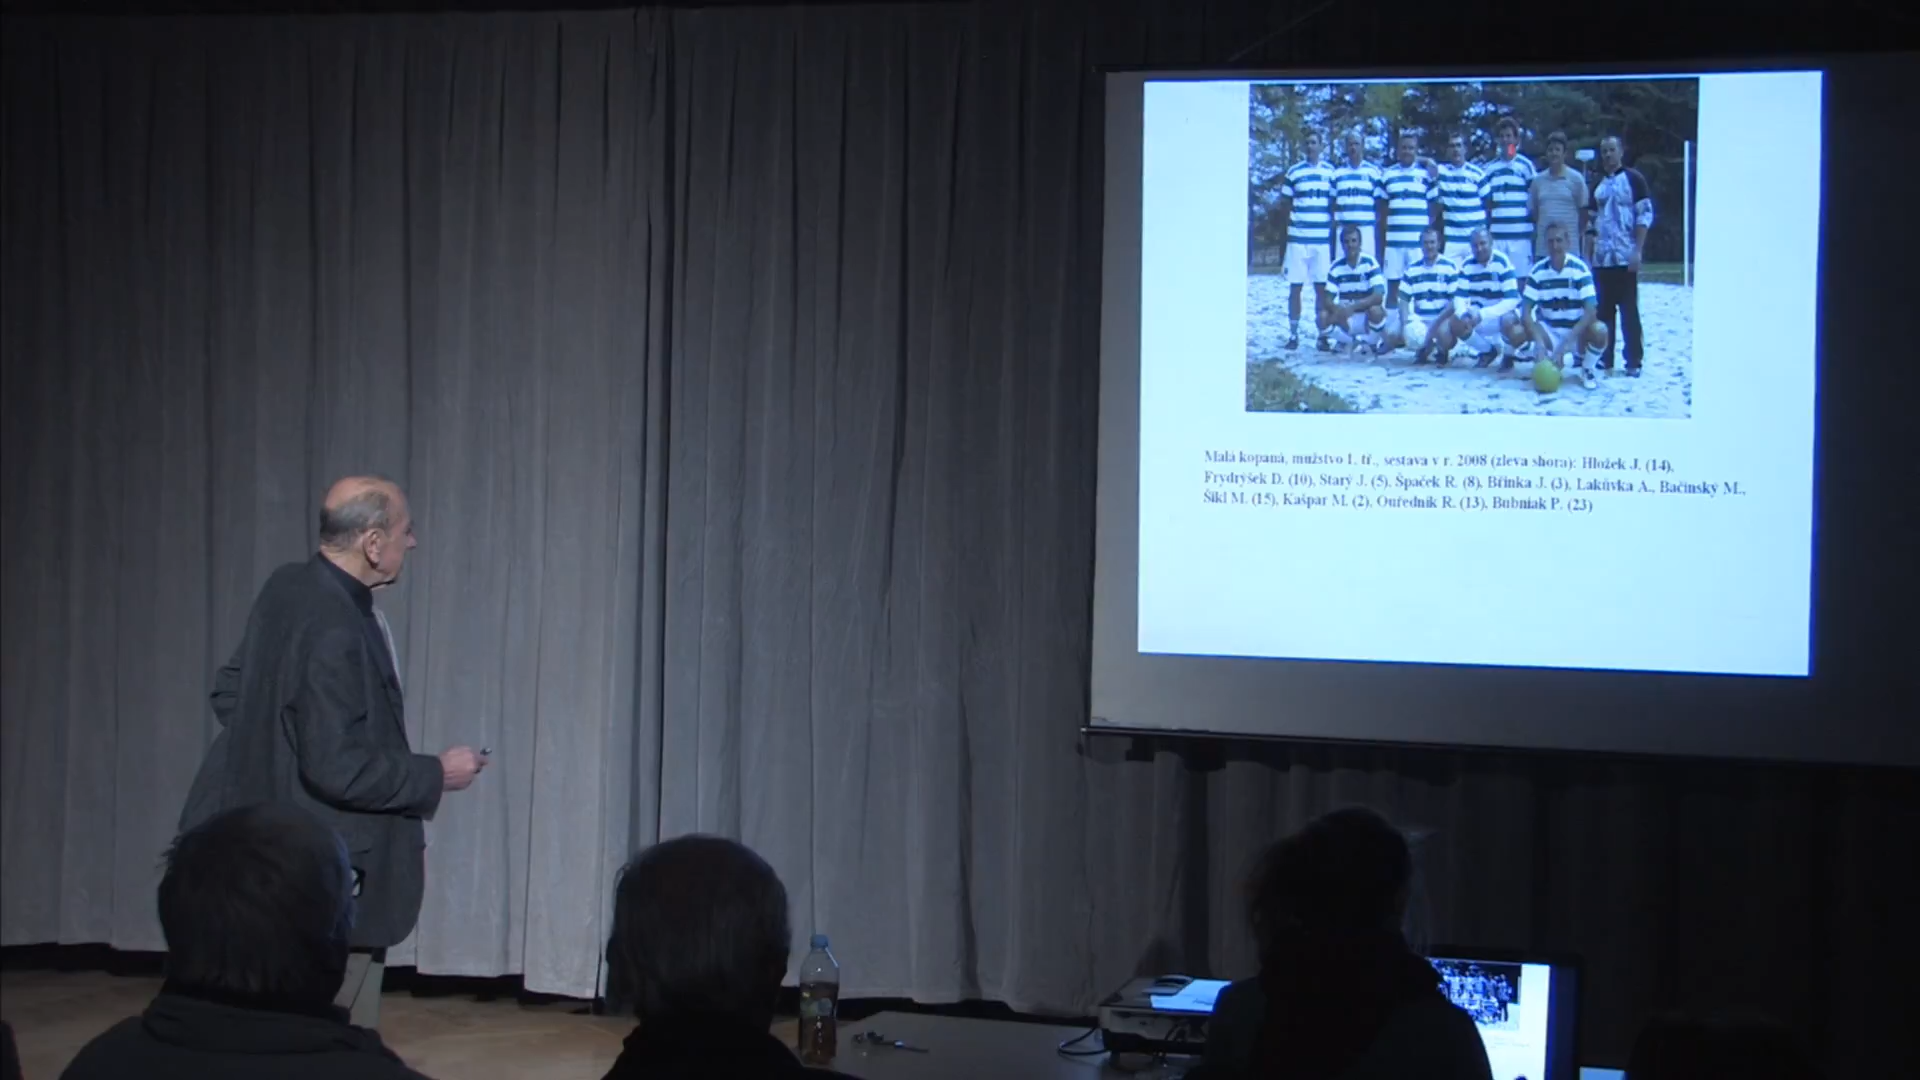 Malá kopaná, mužstvo 1. tř., sestava v r. 2008 (zleva shora): Hložek J. (14),
Frydrýšek D. (10), Starý J. (5), Špaček R. (8), Břinka J. (3), Lakůvka A., Bačinský M.,
Šikl M. (15), Kašpar M. (2), Ouředník R. (13), Bubniak P. (23)